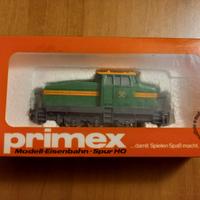 primex
Modell-Eisenbahn · Spur HO
...damit Spielen Spaß macht.